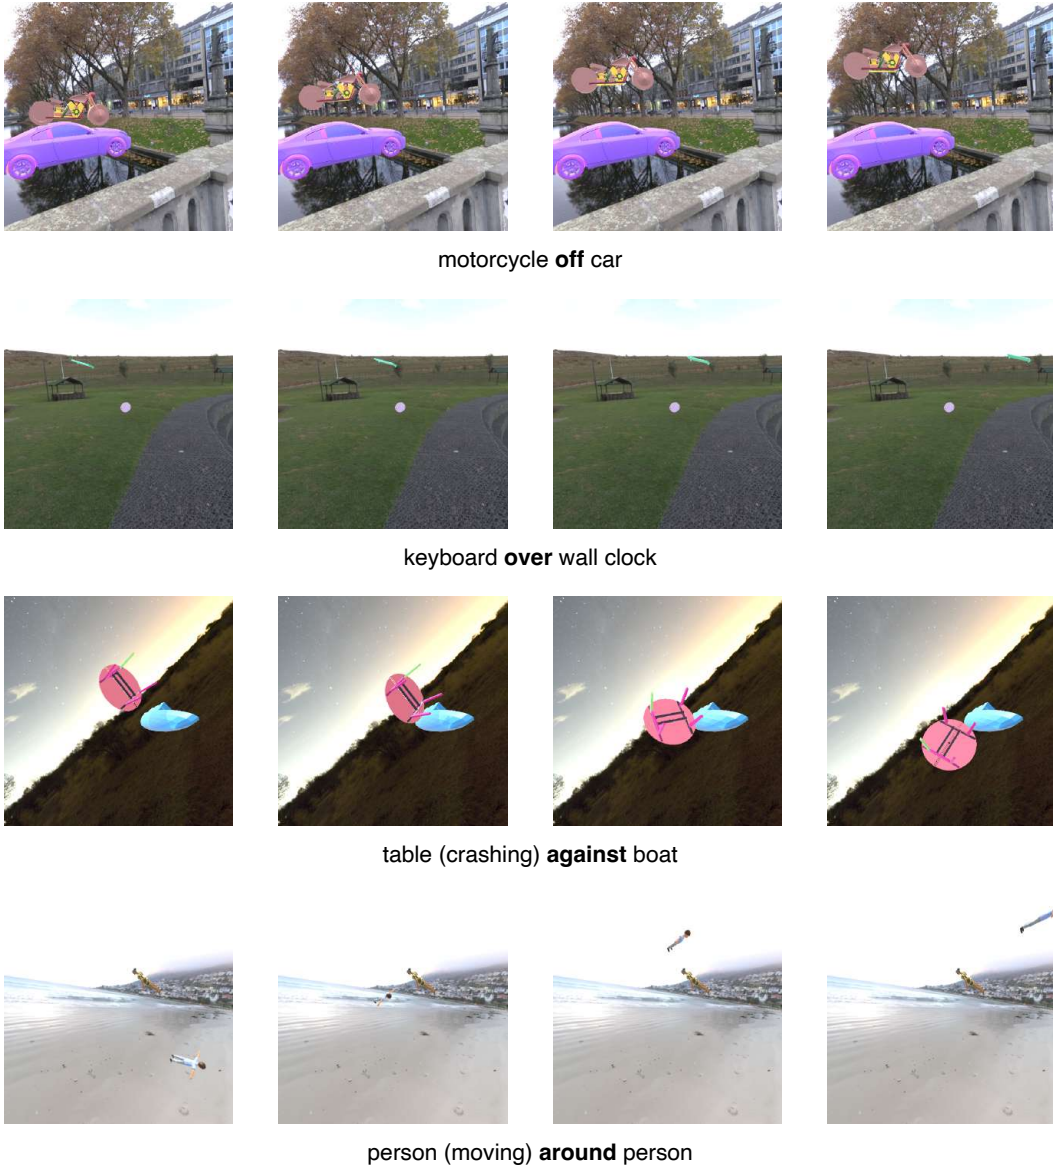 motorcycle off car
keyboard over wall clock
table (crashing) against boat
person (moving) around person